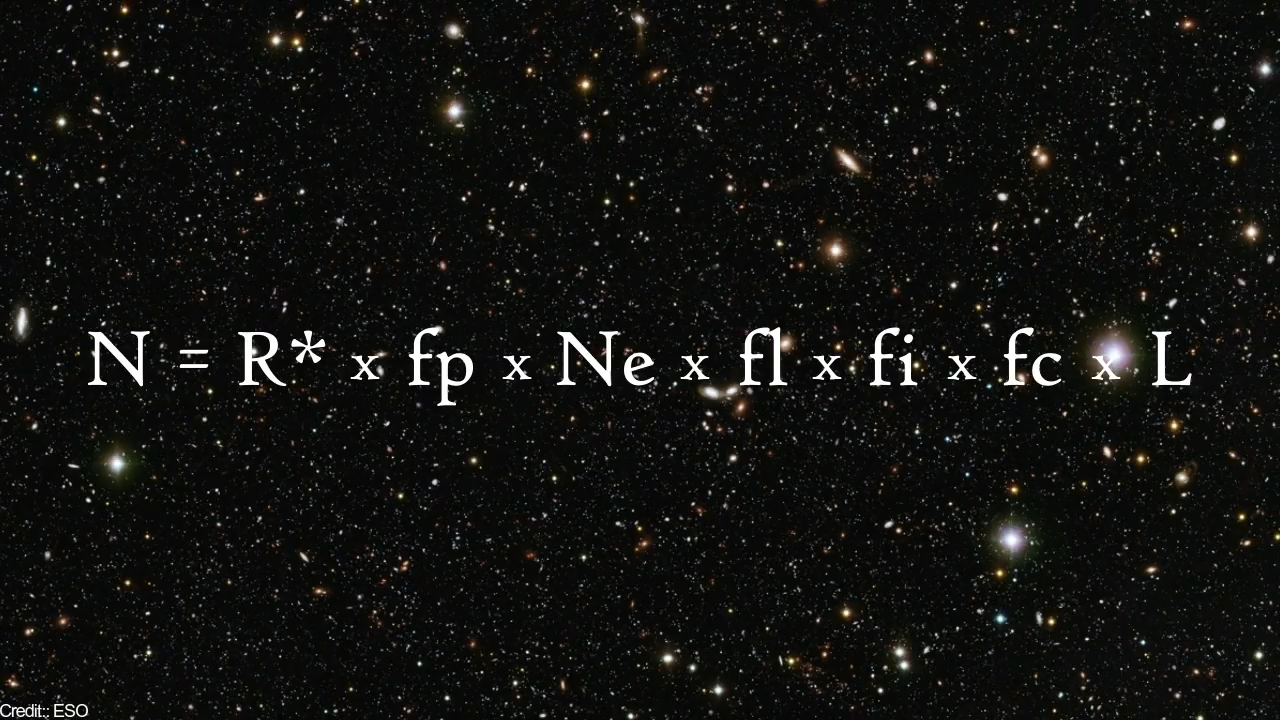 N = R* x fp x Ne x fl x fi x fc x L
Credit:: ESO